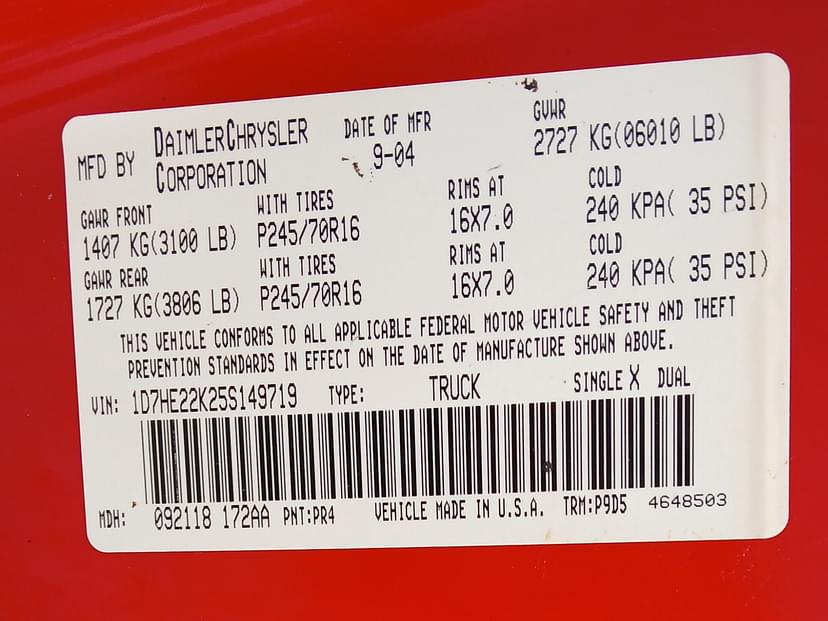 MFD BY DAIMLERCHRYSLER CORPORATION DATE OF MFR 9-04 GVWR 2727 KG(06010 LB)
GAWR FRONT WITH TIRES RIMS AT COLD
1407 KG(3100 LB) P245/70R16 16X7.0 240 KPA( 35 PSI)
GAWR REAR WITH TIRES RIMS AT COLD
1727 KG(3806 LB) P245/70R16 16X7.0 240 KPA( 35 PSI)
THIS VEHICLE CONFORMS TO ALL APPLICABLE FEDERAL MOTOR VEHICLE SAFETY AND THEFT
PREVENTION STANDARDS IN EFFECT ON THE DATE OF MANUFACTURE SHOWN ABOVE.
VIN: 1D7HE22K25S149719 TYPE: TRUCK SINGLE X DUAL
MDH: 092118 172AA PNT:PR4 VEHICLE MADE IN U.S.A. TRM:P9D5 4648503